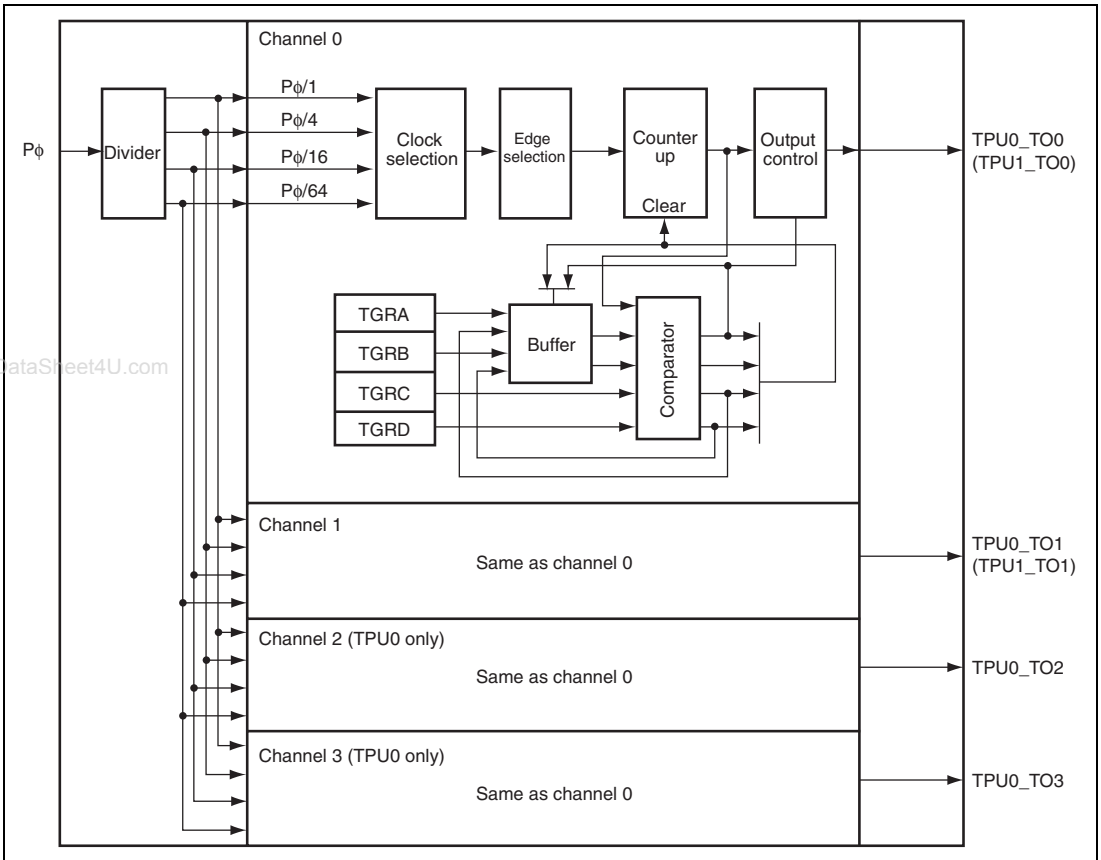 Channel 0
Pϕ/1
Pϕ/4
Pϕ/16
Pϕ/64
Pϕ
Divider
Clock
selection
Edge
selection
Counter
up
Clear
Output
control
TPU0_TO0
(TPU1_TO0)
TGRA
TGRB
TGRC
TGRD
Buffer
Comparator
DataSheet4U.com
Channel 1
Same as channel 0
TPU0_TO1
(TPU1_TO1)
Channel 2 (TPU0 only)
Same as channel 0
TPU0_TO2
Channel 3 (TPU0 only)
Same as channel 0
TPU0_TO3